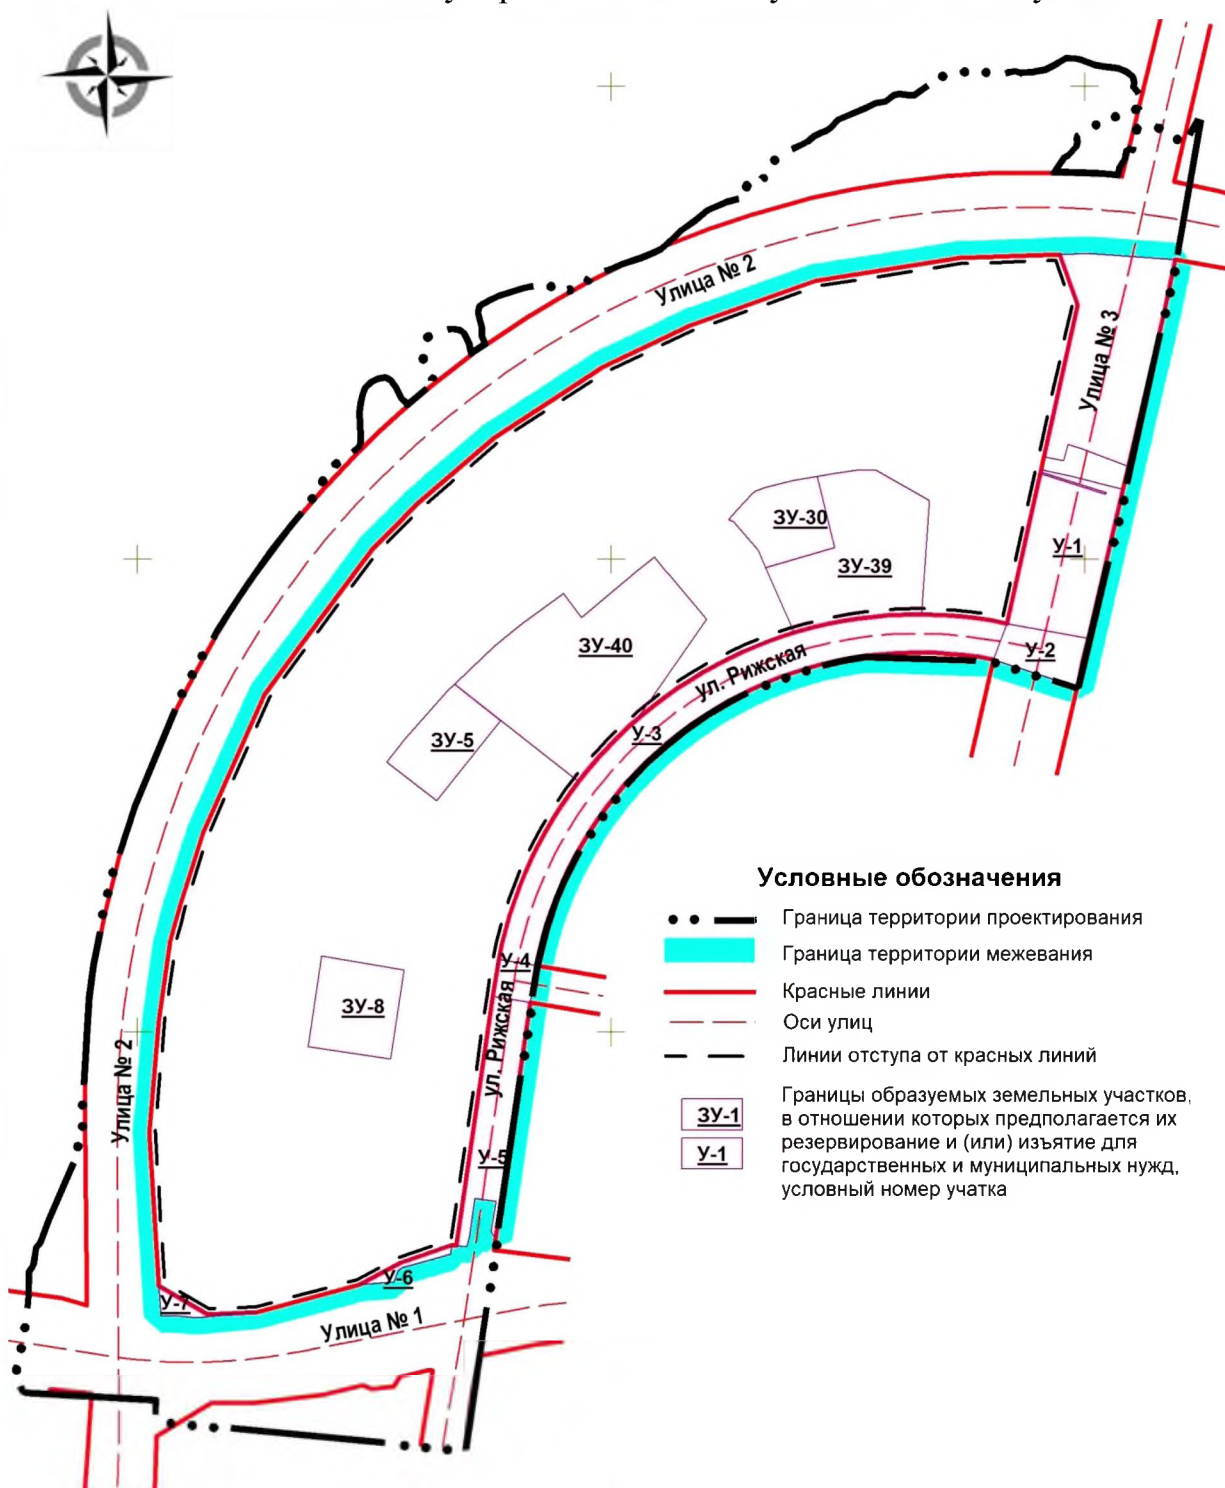 Улица № 2
Улица № 3
ЗУ-30
У-1
ЗУ-39
ЗУ-40
У-2
ул. Рижская
У-3
ЗУ-5
Условные обозначения
Граница территории проектирования
Граница территории межевания
Красные линии
Оси улиц
Линии отступа от красных линий
Границы образуемых земельных участков,
в отношении которых предполагается их
резервирование и (или) изъятие для
государственных и муниципальных нужд,
условный номер учатка
ЗУ-1
У-1
У-4
ЗУ-8
ул. Рижская
Улица № 2
У-5
У-6
У-7
Улица № 1